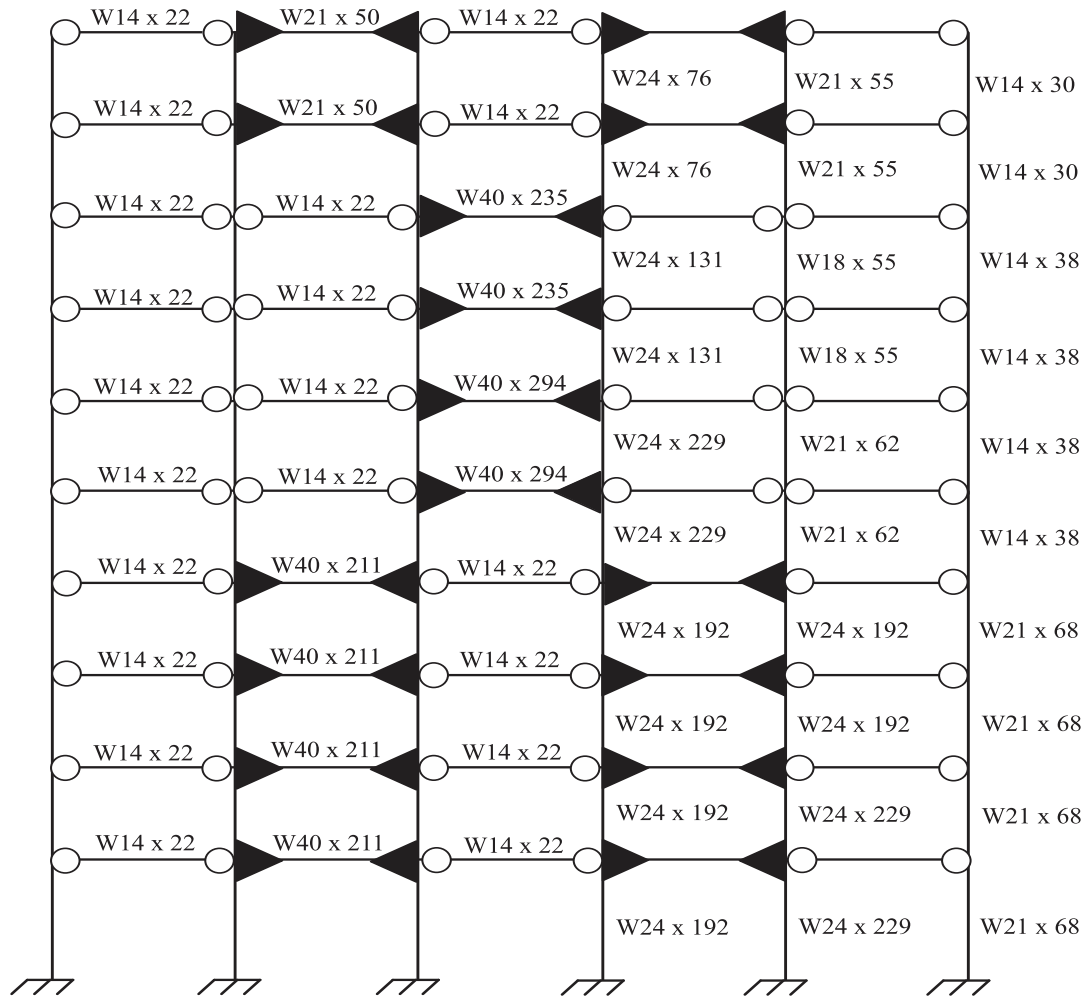 W14 x 22 W21 x 50 W14 x 22
W24 x 76 W21 x 55 W14 x 30
W14 x 22 W21 x 50 W14 x 22
W24 x 76 W21 x 55 W14 x 30
W14 x 22 W14 x 22 W40 x 235
W24 x 131 W18 x 55 W14 x 38
W14 x 22 W14 x 22 W40 x 235
W24 x 131 W18 x 55 W14 x 38
W14 x 22 W14 x 22 W40 x 294
W24 x 229 W21 x 62 W14 x 38
W14 x 22 W14 x 22 W40 x 294
W24 x 229 W21 x 62 W14 x 38
W14 x 22 W40 x 211 W14 x 22
W24 x 192 W24 x 192 W21 x 68
W14 x 22 W40 x 211 W14 x 22
W24 x 192 W24 x 192 W21 x 68
W14 x 22 W40 x 211 W14 x 22
W24 x 192 W24 x 229 W21 x 68
W14 x 22 W40 x 211 W14 x 22
W24 x 192 W24 x 229 W21 x 68